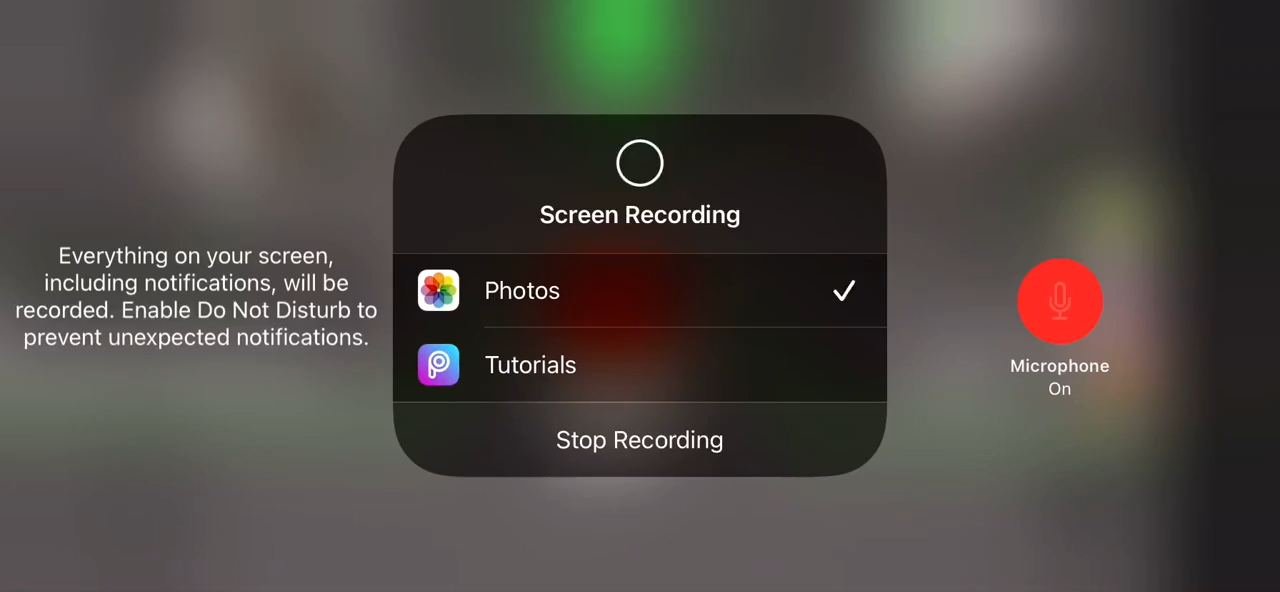 Everything on your screen,
including notifications, will be
recorded. Enable Do Not Disturb to
prevent unexpected notifications.
Screen Recording
Photos
Tutorials
Stop Recording
Microphone
On